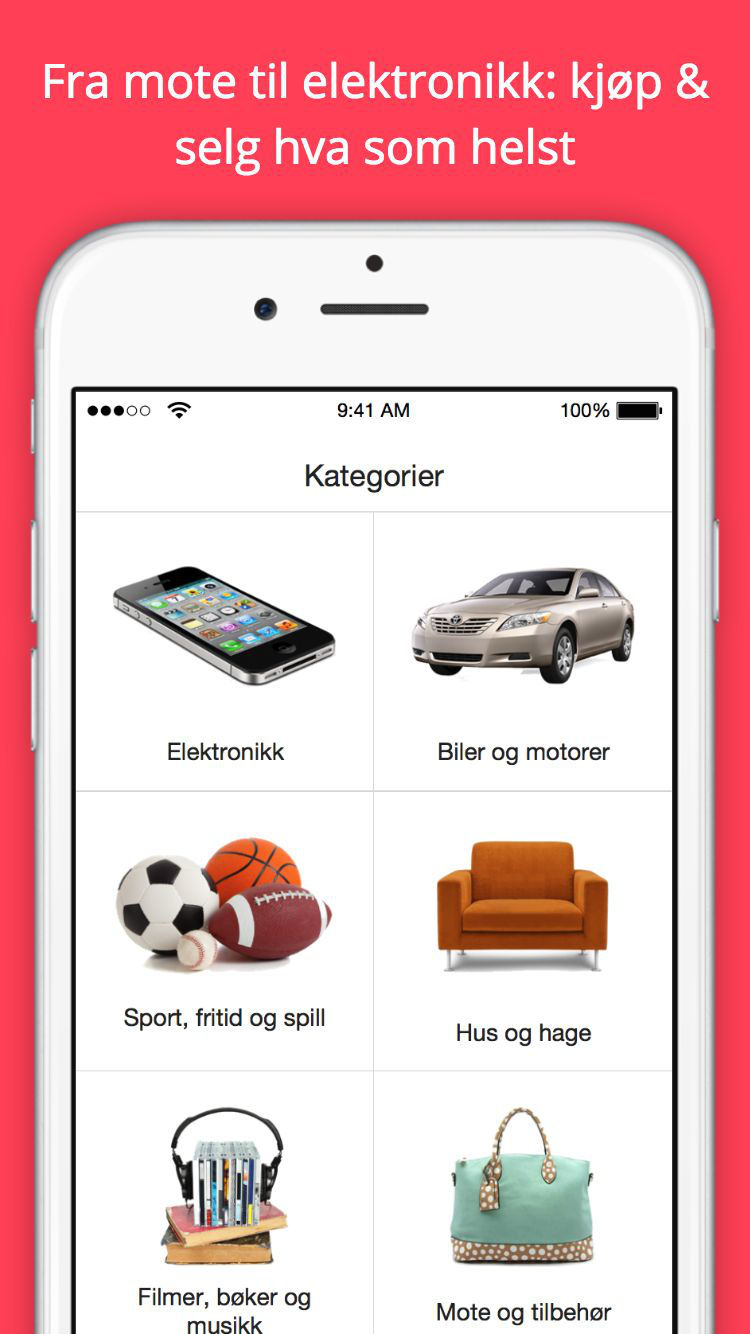 Fra mote til elektronikk: kjøp &
selg hva som helst
9:41 AM
100%
Kategorier
Elektronikk
Biler og motorer
Sport, fritid og spill
Hus og hage
Filmer, bøker og
musikk
Mote og tilbehør